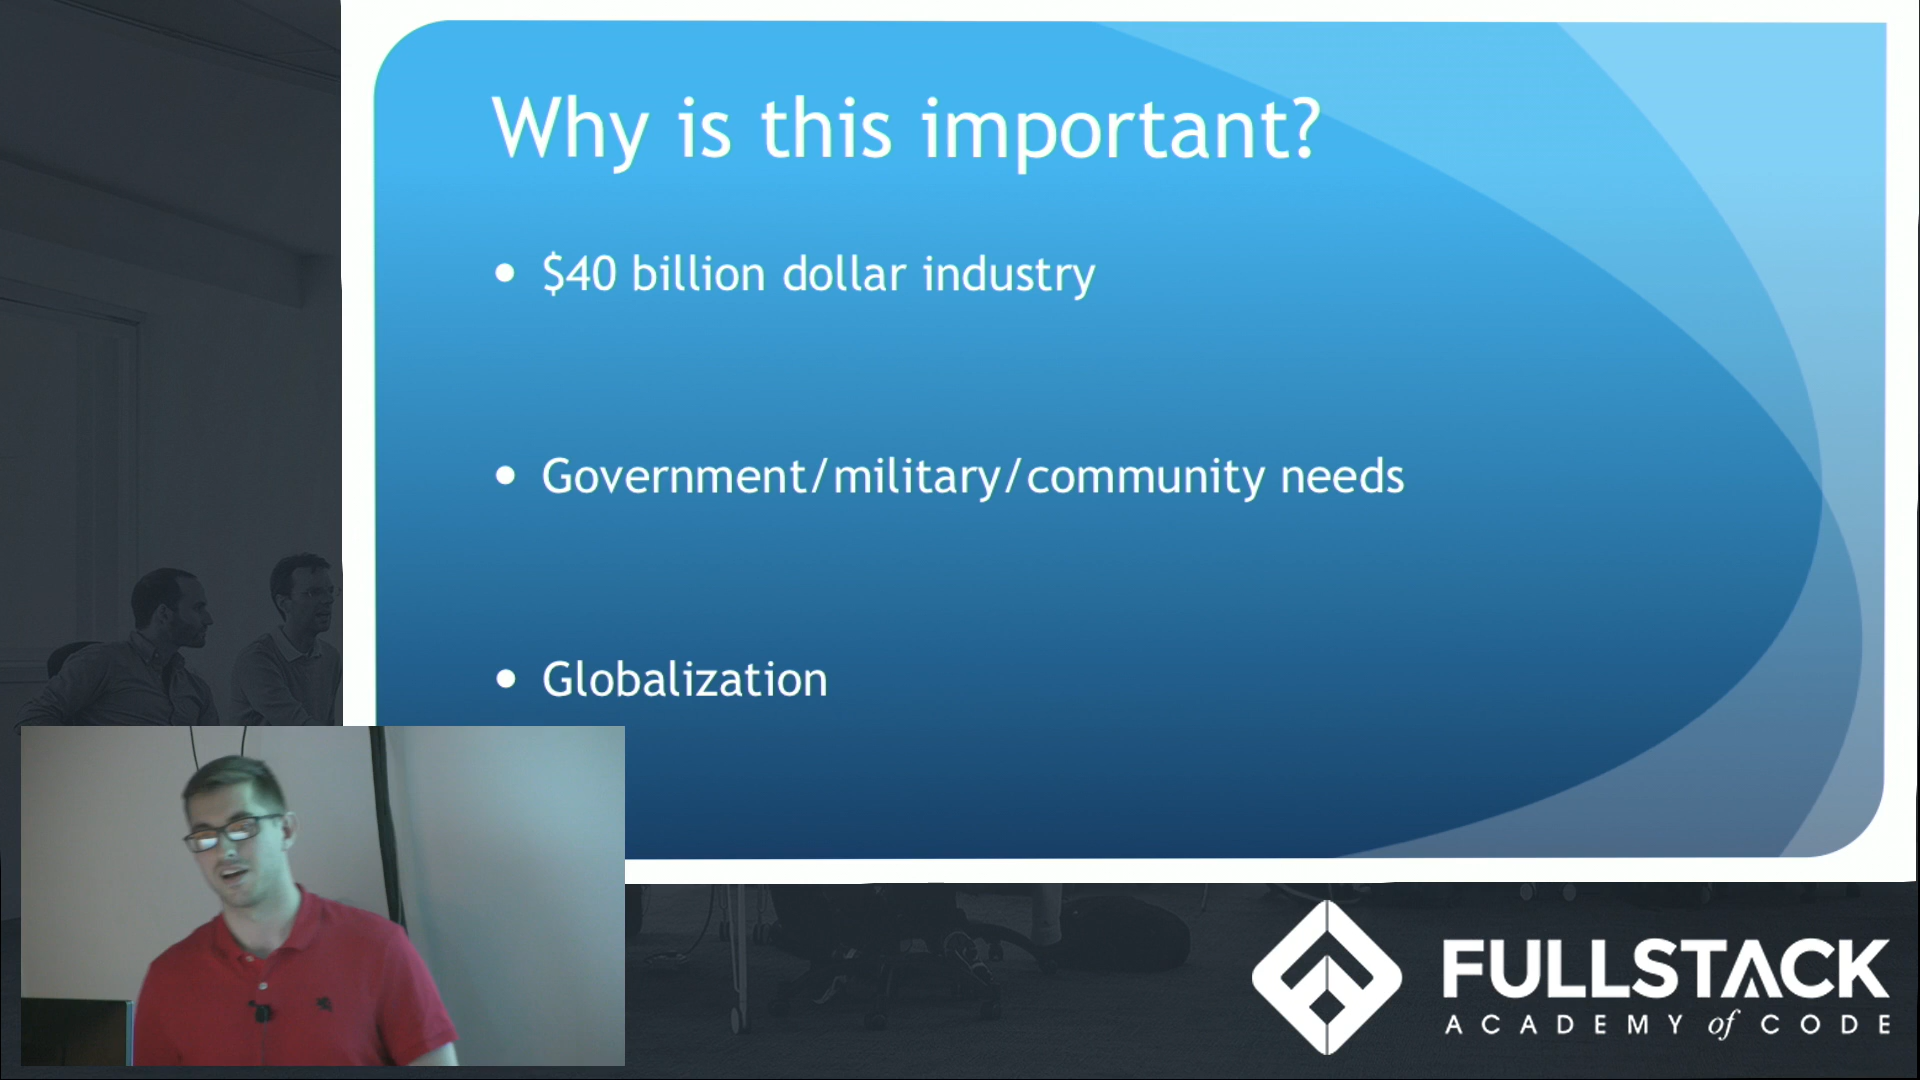 Why is this important?
• $40 billion dollar industry
• Government/military/community needs
• Globalization
FULLSTACK
ACADEMY of CODE